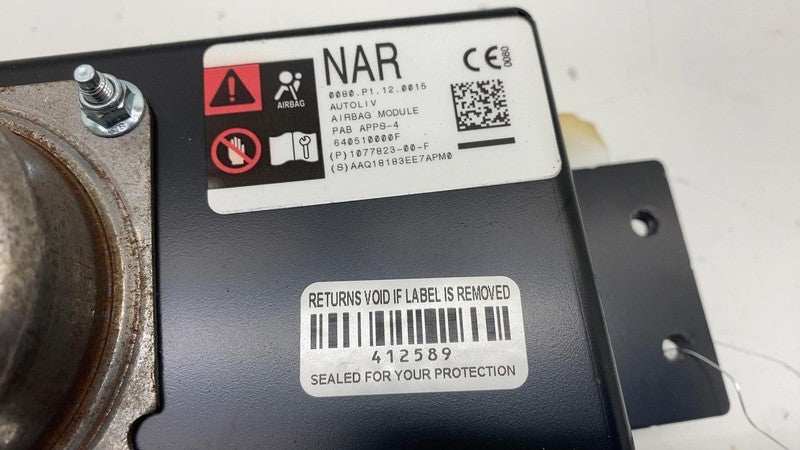 NAR
0080.P1.12.0015
AUTOLIV
AIRBAG MODULE
PAB APPS-4
640510000F
(P)1077823-00-F
(S)AAQ18183EE7APM0
AIRBAG
CE 0080
RETURNS VOID IF LABEL IS REMOVED
412589
SEALED FOR YOUR PROTECTION